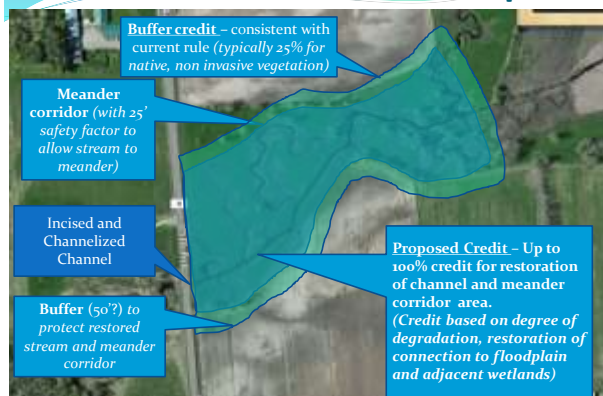 Buffer credit – consistent with
current rule (typically 25% for
native, non invasive vegetation)
Meander
corridor (with 25'
safety factor to
allow stream to
meander)
Incised and
Channelized
Channel
Buffer (50'?) to
protect restored
stream and meander
corridor
Proposed Credit – Up to
100% credit for restoration
of channel and meander
corridor area.
(Credit based on degree of
degradation, restoration of
connection to floodplain
and adjacent wetlands)